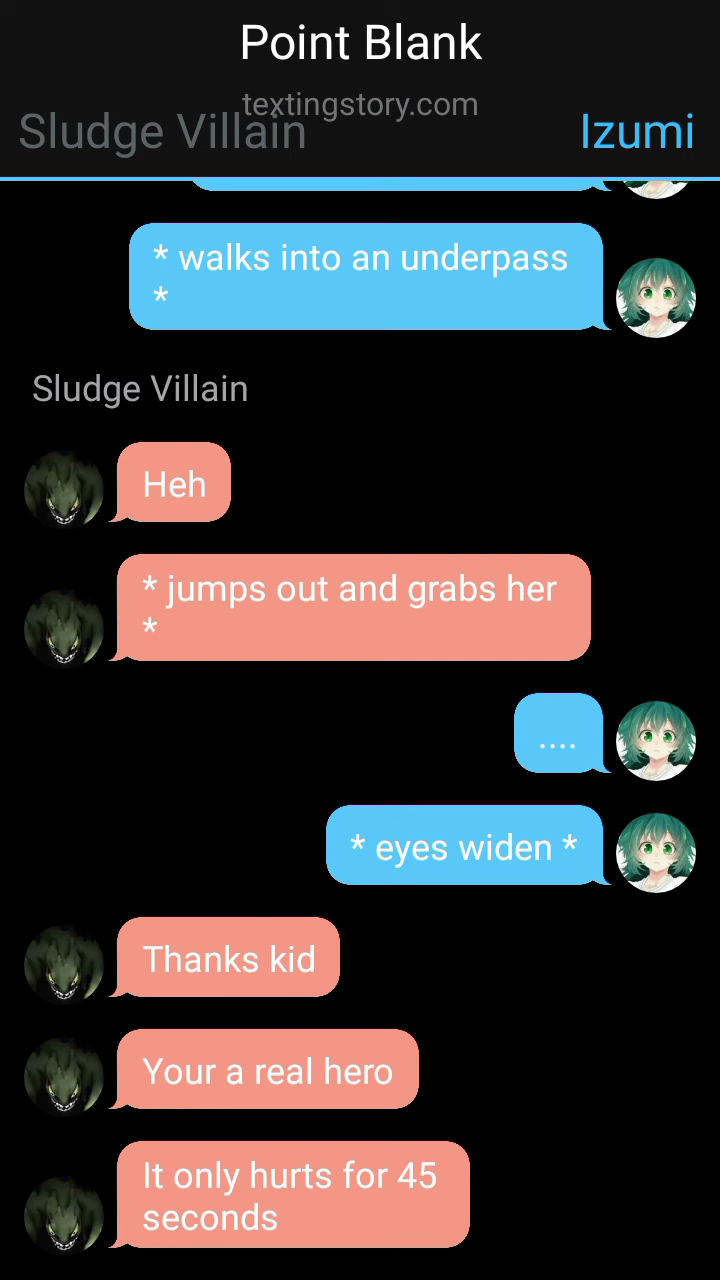 Point Blank
textingstory.com
Sludge Villain
Izumi
* walks into an underpass
*
Sludge Villain
Heh
* jumps out and grabs her
*
....
* eyes widen *
Thanks kid
Your a real hero
It only hurts for 45
seconds